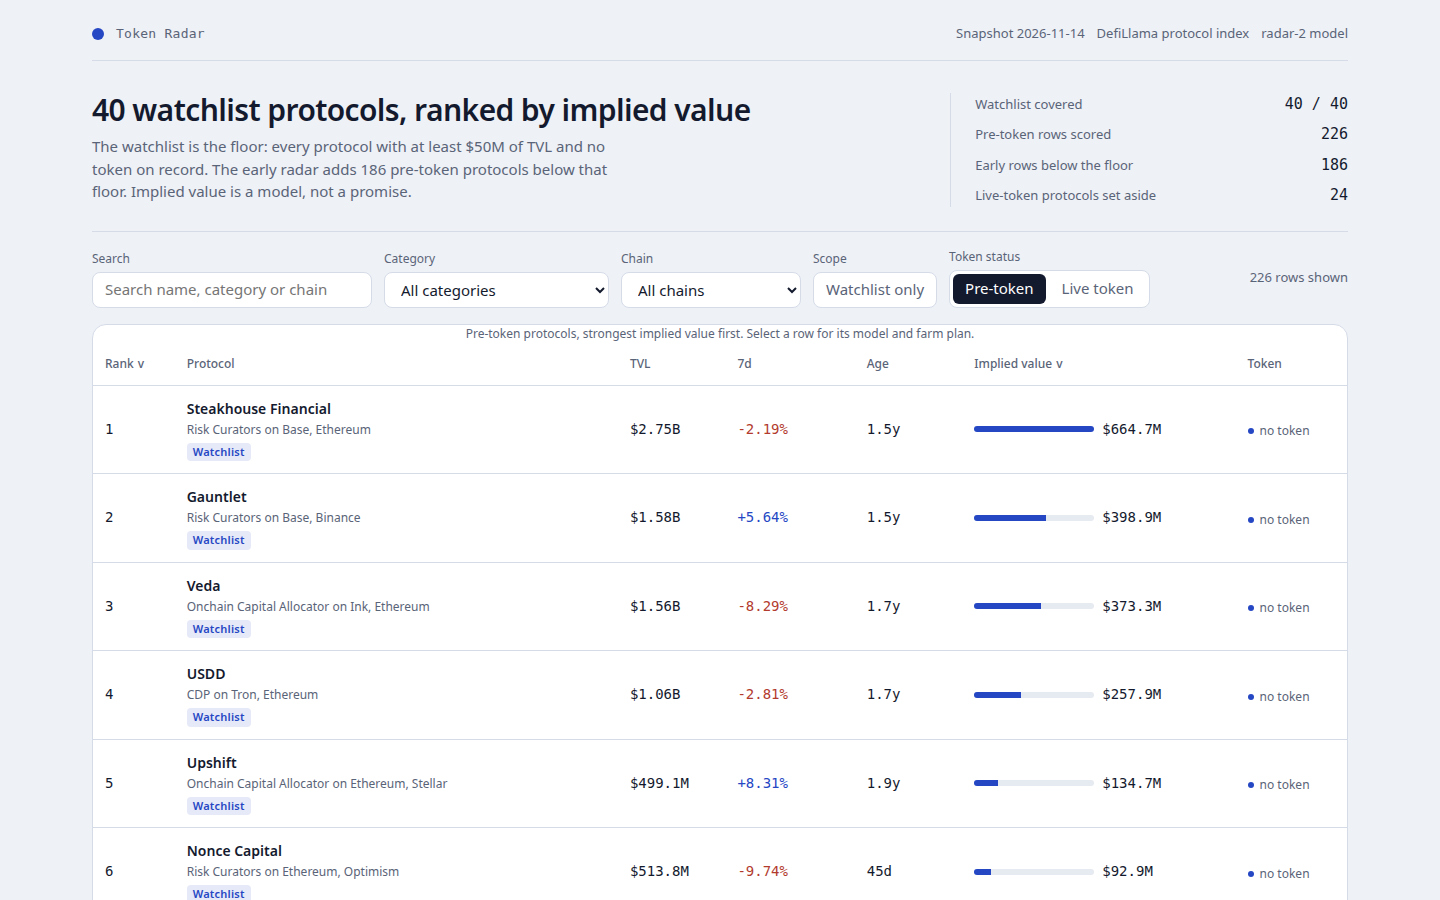 Token Radar
Snapshot 2026-11-14 DefiLlama protocol index radar-2 model
40 watchlist protocols, ranked by implied value
The watchlist is the floor: every protocol with at least $50M of TVL and no
token on record. The early radar adds 186 pre-token protocols below that
floor. Implied value is a model, not a promise.
Watchlist covered 40 / 40
Pre-token rows scored 226
Early rows below the floor 186
Live-token protocols set aside 24
Search Category Chain Scope Token status
Search name, category or chain All categories All chains Watchlist only Pre-token Live token 226 rows shown
Pre-token protocols, strongest implied value first. Select a row for its model and farm plan.
Rank v Protocol TVL 7d Age Implied value v Token
Steakhouse Financial
1 Risk Curators on Base, Ethereum $2.75B -2.19% 1.5y $664.7M no token
Watchlist
Gauntlet
2 Risk Curators on Base, Binance $1.58B +5.64% 1.5y $398.9M no token
Watchlist
Veda
3 Onchain Capital Allocator on Ink, Ethereum $1.56B -8.29% 1.7y $373.3M no token
Watchlist
USDD
4 CDP on Tron, Ethereum $1.06B -2.81% 1.7y $257.9M no token
Watchlist
Upshift
5 Onchain Capital Allocator on Ethereum, Stellar $499.1M +8.31% 1.9y $134.7M no token
Watchlist
Nonce Capital
6 Risk Curators on Ethereum, Optimism $513.8M -9.74% 45d $92.9M no token
Watchlist